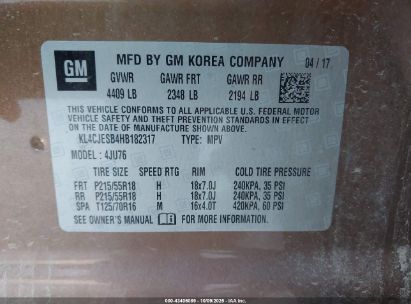 GM
MFD BY GM KOREA COMPANY 04/17
GVWR GAWR FRT GAWR RR
4409 LB 2348 LB 2194 LB
THIS VEHICLE CONFORMS TO ALL APPLICABLE U.S. FEDERAL MOTOR
VEHICLE SAFETY AND THEFT PREVENTION STANDARDS IN EFFECT
ON THE DATE OF MANUFACTURE SHOWN ABOVE.
KL4CJESB4HB182317 TYPE: MPV
MODEL: 4JU76
TIRE SIZE SPEED RTG RIM COLD TIRE PRESSURE
FRT P215/55R18 H 18x7.0J 240KPA, 35 PSI
RR P215/55R18 H 18x7.0J 240KPA, 35 PSI
SPA T125/70R16 M 16x4.0T 420KPA, 60 PSI
SEE OWNER'S MANUAL FOR MORE INFORMATION.